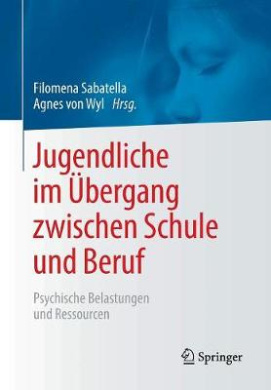 Filomena Sabatella
Agnes von Wyl Hrsg.
Jugendliche
im Übergang
zwischen Schule
und Beruf
Psychische Belastungen
und Ressourcen
Springer